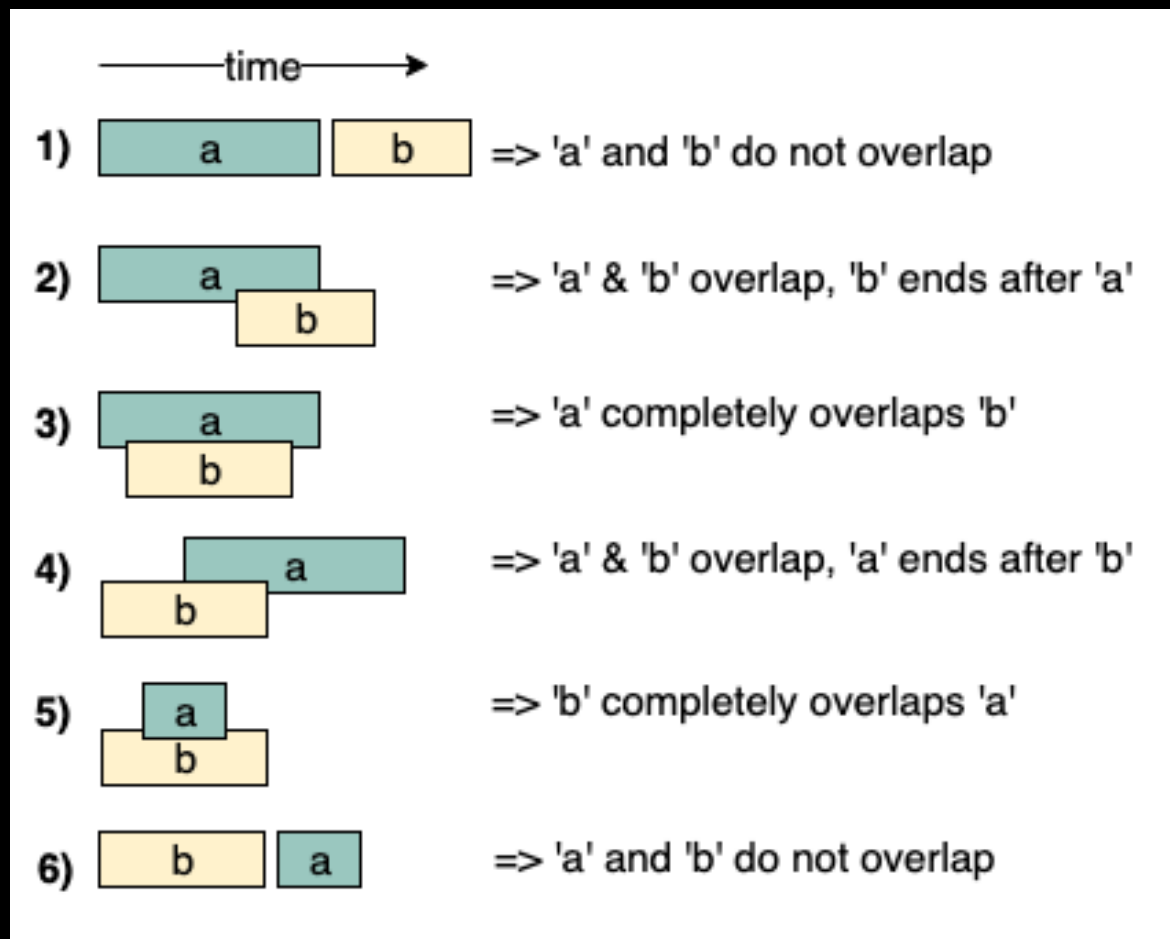 time
1) a b => 'a' and 'b' do not overlap
2) a => 'a' & 'b' overlap, 'b' ends after 'a'
b
3) a => 'a' completely overlaps 'b'
b
4) a => 'a' & 'b' overlap, 'a' ends after 'b'
b
5) a => 'b' completely overlaps 'a'
b
6) b a => 'a' and 'b' do not overlap